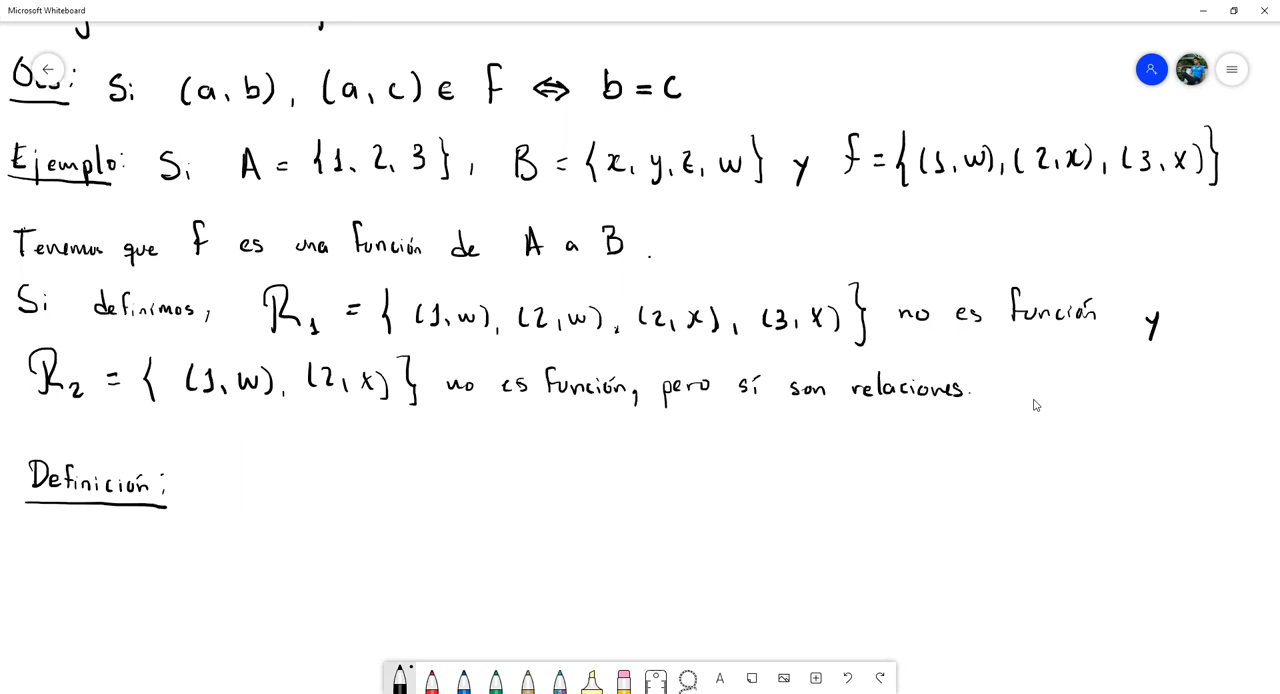 Microsoft Whiteboard
Si (a, b), (a, c) ∈ f ⇔ b = c
Ejemplo: Si A = {1, 2, 3}, B = {x, y, z, w} y f = {(1, w), (2, x), (3, x)}
Tenemos que f es una función de A a B.
Si definimos, R₁ = { (1, w), (2, w), (2, x), (3, x) } no es función y
R₂ = { (1, w), (2, x) } no es función, pero sí son relaciones.
Definición:
A